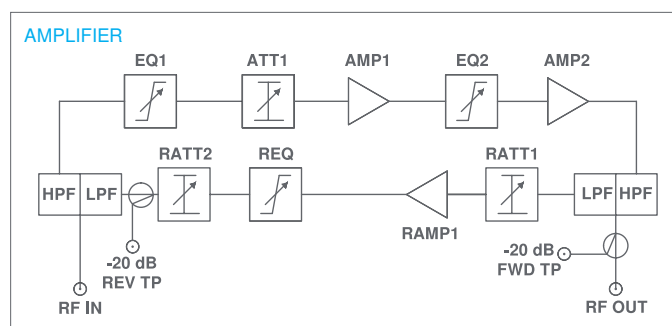 AMPLIFIER
EQ1 ATT1 AMP1 EQ2 AMP2
RATT2 REQ RATT1
HPF LPF LPF HPF
RAMP1
-20 dB
REV TP
-20 dB
FWD TP
RF IN RF OUT